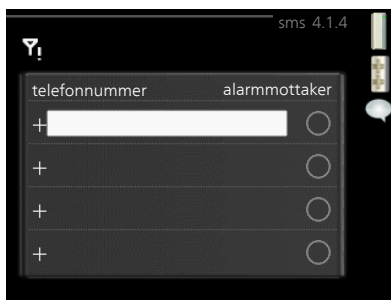 sms 4.1.4
telefonnummer alarmmottaker
+
+
+
+